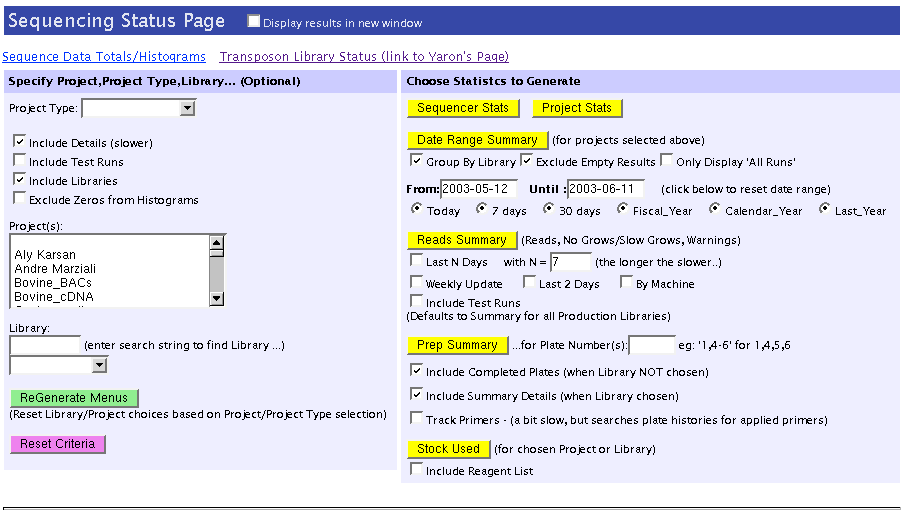 Sequencing Status Page Display results in new window
Sequence Data Totals/Histograms Transposon Library Status (link to Yaron's Page)
Specify Project,Project Type,Library... (Optional)
Project Type:
Include Details (slower)
Include Test Runs
Include Libraries
Exclude Zeros from Histograms
Project(s):
Aly Karsan
Andre Marziali
Bovine_BACs
Bovine_cDNA
Library:
(enter search string to find Library ...)
ReGenerate Menus
(Reset Library/Project choices based on Project/Project Type selection)
Reset Criteria
Choose Statistcs to Generate
Sequencer Stats Project Stats
Date Range Summary (for projects selected above)
Group By Library Exclude Empty Results Only Display 'All Runs'
From: 2003-05-12 Until : 2003-06-11 (click below to reset date range)
Today 7 days 30 days Fiscal_Year Calendar_Year Last_Year
Reads Summary (Reads, No Grows/Slow Grows, Warnings)
Last N Days with N = 7 (the longer the slower..)
Weekly Update Last 2 Days By Machine
Include Test Runs
(Defaults to Summary for all Production Libraries)
Prep Summary ...for Plate Number(s): eg: '1,4-6' for 1,4,5,6
Include Completed Plates (when Library NOT chosen)
Include Summary Details (when Library chosen)
Track Primers - (a bit slow, but searches plate histories for applied primers)
Stock Used (for chosen Project or Library)
Include Reagent List